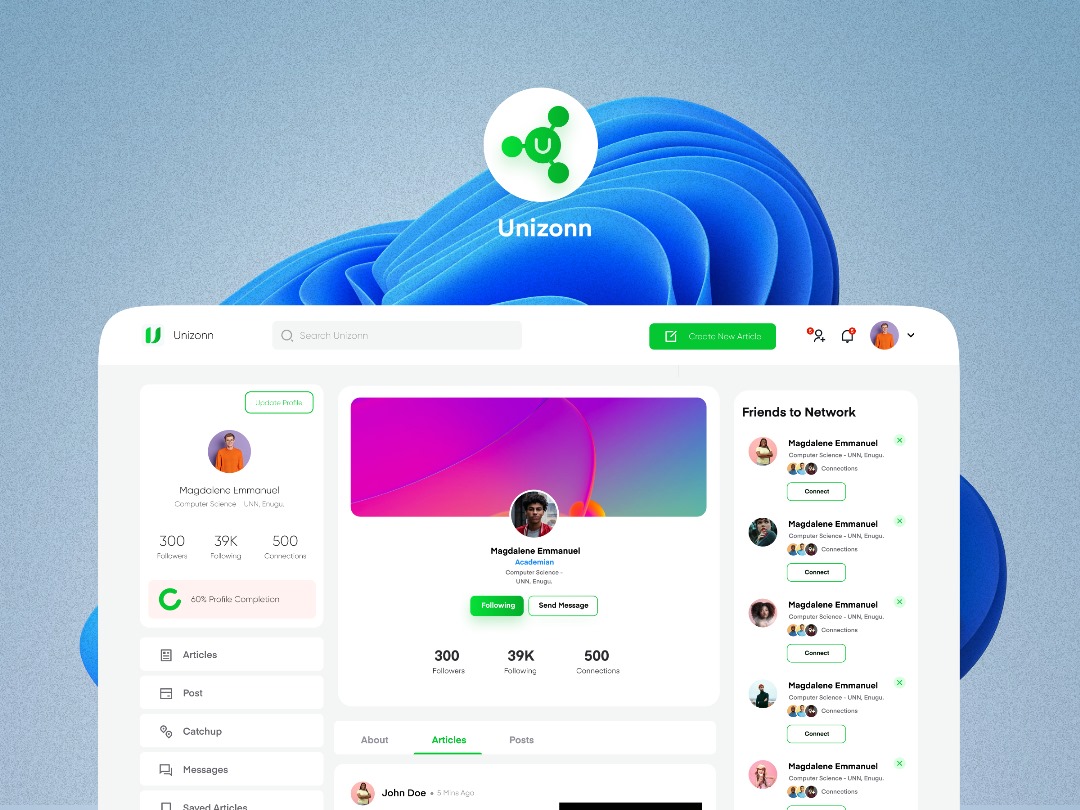 U
Unizonn
Unizonn
Search Unizonn
Create New Article
Update Profile
Magdalene Emmanuel
Computer Science - UNN, Enugu.
300
39K
500
Followers
Following
Connections
60% Profile Completion
Articles
Post
Catchup
Messages
Saved Articles
Magdalene Emmanuel
Academian
Computer Science -
UNN, Enugu.
Following
Send Message
300
39K
500
Followers
Following
Connections
About
Articles
Posts
John Doe • 5 Mins Ago
Friends to Network
Magdalene Emmanuel
Computer Science - UNN, Enugu.
9+ Connections
Connect
Magdalene Emmanuel
Computer Science - UNN, Enugu.
9+ Connections
Connect
Magdalene Emmanuel
Computer Science - UNN, Enugu.
9+ Connections
Connect
Magdalene Emmanuel
Computer Science - UNN, Enugu.
9+ Connections
Connect
Magdalene Emmanuel
Computer Science - UNN, Enugu.
9+ Connections